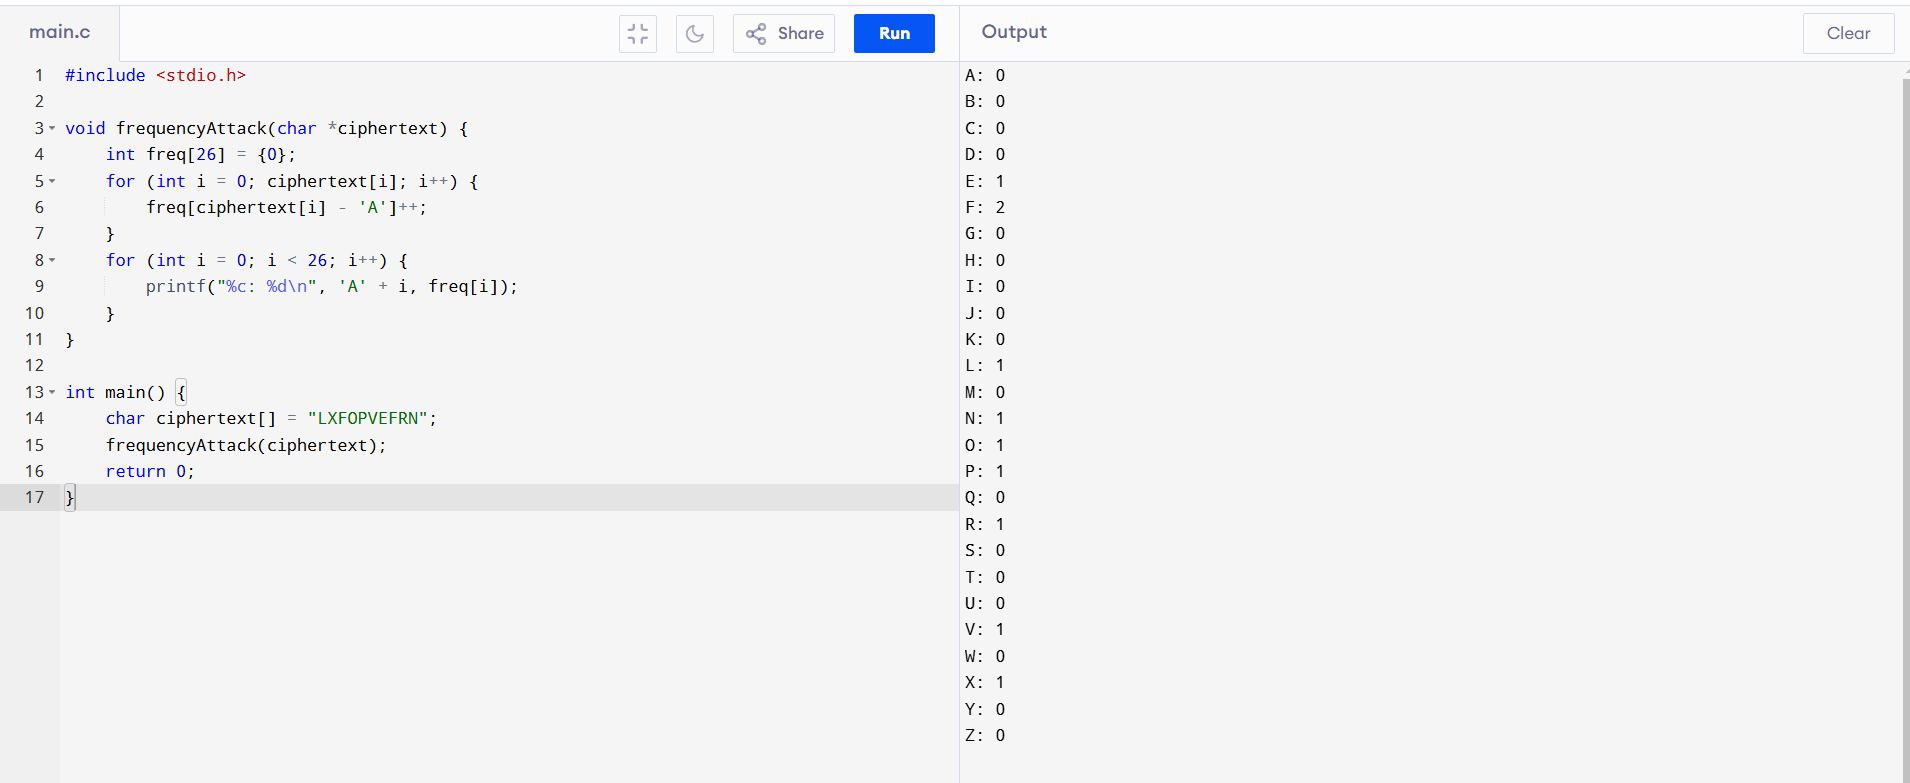 main.c
Share
Run
Output
Clear
1 #include <stdio.h>
2
3 void frequencyAttack(char *ciphertext) {
4     int freq[26] = {0};
5     for (int i = 0; ciphertext[i]; i++) {
6         freq[ciphertext[i] - 'A']++;
7     }
8     for (int i = 0; i < 26; i++) {
9         printf("%c: %d\n", 'A' + i, freq[i]);
10     }
11 }
12
13 int main() {
14     char ciphertext[] = "LXFOPVEFRN";
15     frequencyAttack(ciphertext);
16     return 0;
17 }
A: 0
B: 0
C: 0
D: 0
E: 1
F: 2
G: 0
H: 0
I: 0
J: 0
K: 0
L: 1
M: 0
N: 1
O: 1
P: 1
Q: 0
R: 1
S: 0
T: 0
U: 0
V: 1
W: 0
X: 1
Y: 0
Z: 0